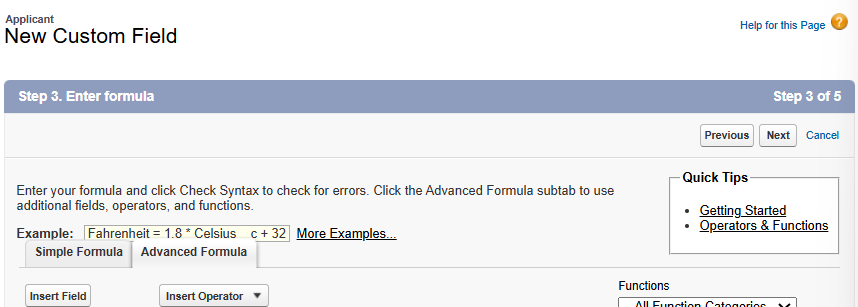 Applicant
New Custom Field
Help for this Page ?
Step 3. Enter formula Step 3 of 5
Previous Next Cancel
Enter your formula and click Check Syntax to check for errors. Click the Advanced Formula subtab to use
additional fields, operators, and functions.
Example: Fahrenheit = 1.8 * Celsius c + 32 More Examples...
Quick Tips
• Getting Started
• Operators & Functions
Simple Formula Advanced Formula
Insert Field Insert Operator
Functions
All Function Categories